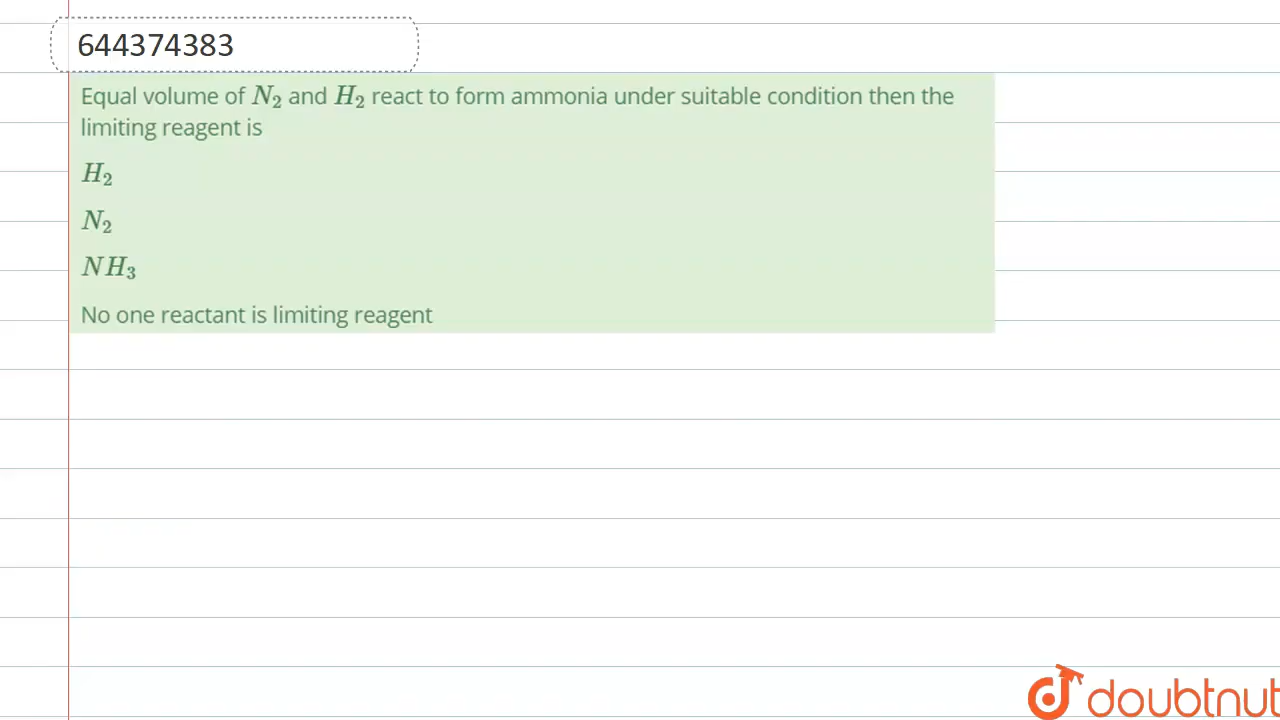 644374383
Equal volume of N₂ and H₂ react to form ammonia under suitable condition then the
limiting reagent is
H₂
N₂
NH₃
No one reactant is limiting reagent
doubtnut